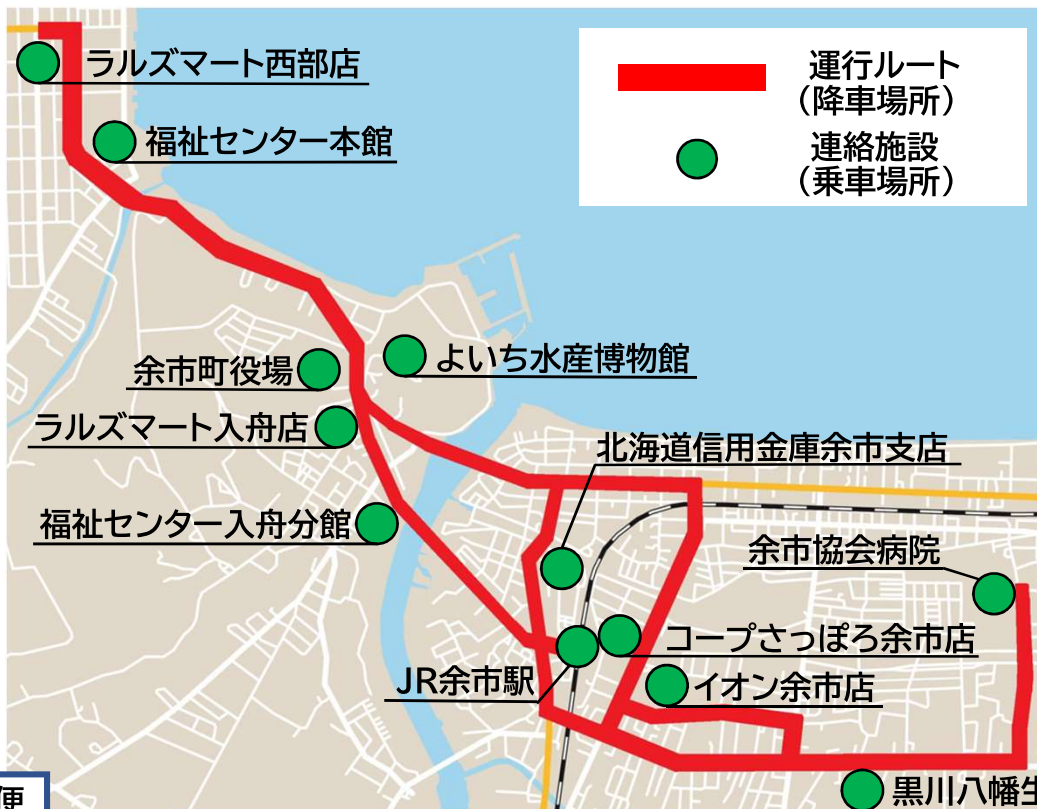 ラルズマート西部店
運行ルート
(降車場所)
福祉センター本館
連絡施設
(乗車場所)
余市町役場
よいち水産博物館
ラルズマート入舟店
北海道信用金庫余市支店
福祉センター入舟分館
余市協会病院
コープさっぽろ余市店
JR余市駅
イオン余市店
黒川八幡生
便